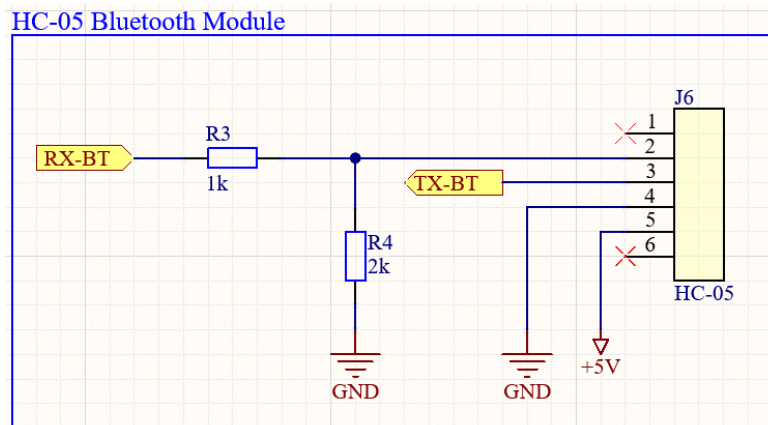 HC-05 Bluetooth Module
J6
1
R3
RX-BT
2
1k
TX-BT
3
4
5
R4
6
2k
HC-05
+5V
GND
GND